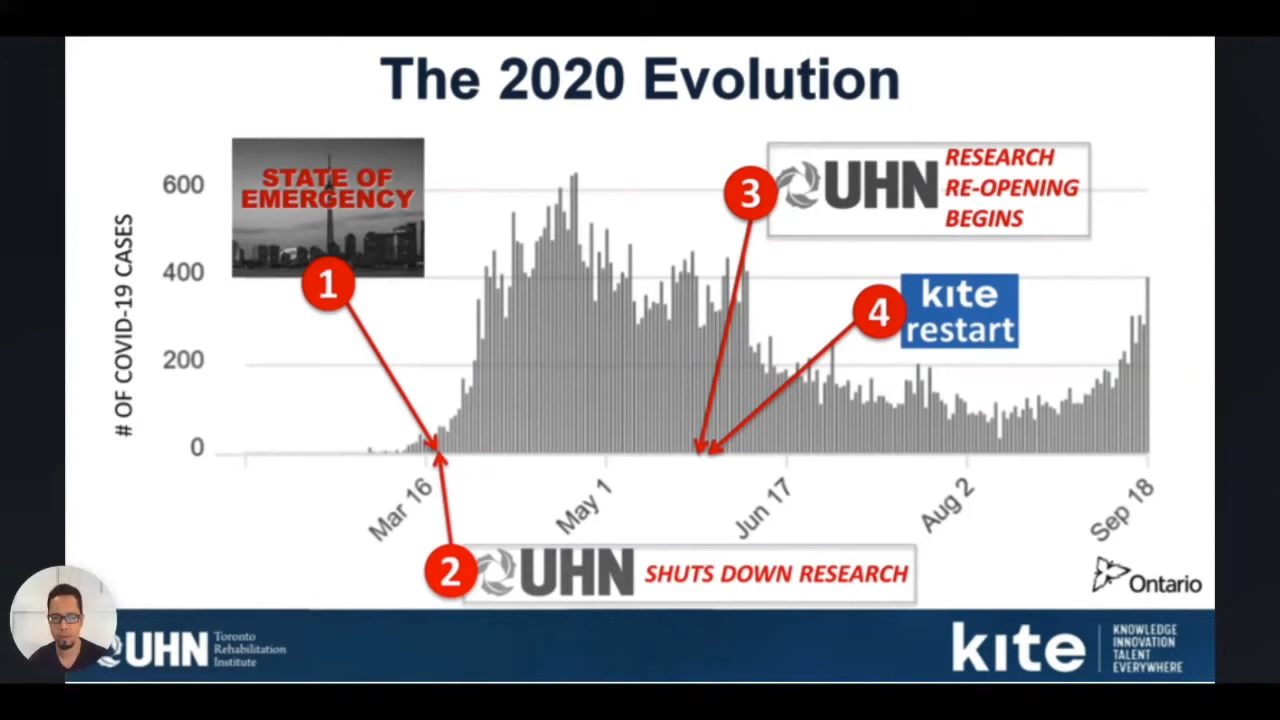 The 2020 Evolution
STATE OF
EMERGENCY
1
3
UHN
RESEARCH
RE-OPENING
BEGINS
4
kite
restart
# OF COVID-19 CASES
600
400
200
0
Mar 16
May 1
Jun 17
Aug 2
Sep 18
2
UHN
SHUTS DOWN RESEARCH
Ontario
UHN
Toronto
Rehabilitation
Institute
kite
KNOWLEDGE
INNOVATION
TALENT
EVERYWHERE